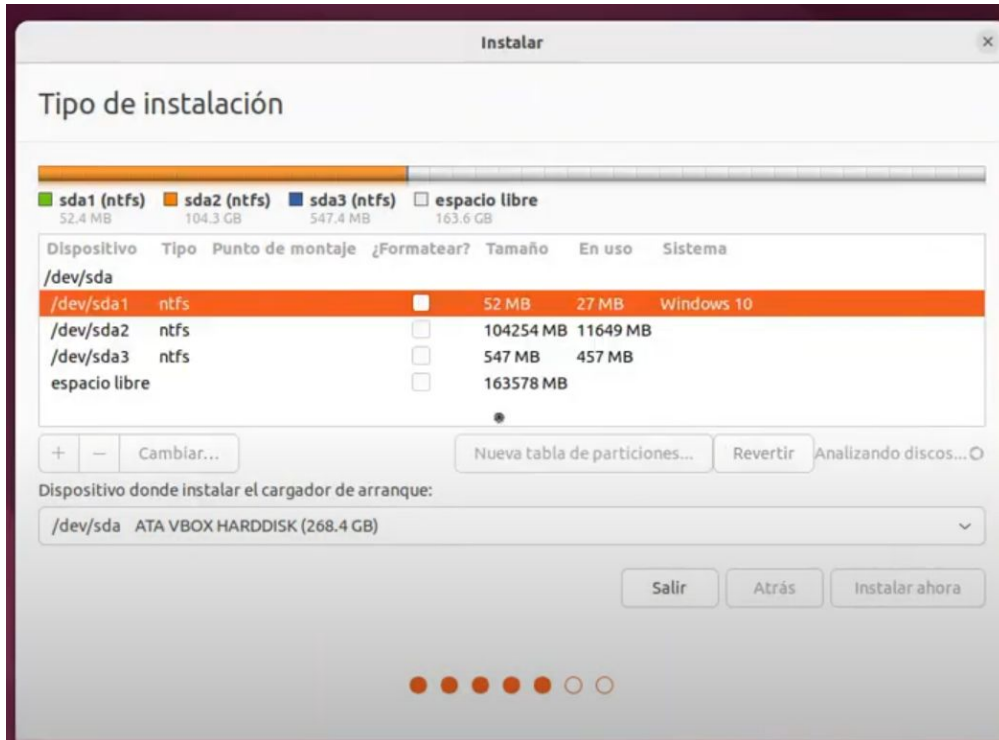 Instalar
Tipo de instalación
sda1 (ntfs) sda2 (ntfs) sda3 (ntfs) espacio libre
52.4 MB 104.3 GB 547.4 MB 163.6 GB
Dispositivo Tipo Punto de montaje ¿Formatear? Tamaño En uso Sistema
/dev/sda
/dev/sda1 ntfs 52 MB 27 MB Windows 10
/dev/sda2 ntfs 104254 MB 11649 MB
/dev/sda3 ntfs 547 MB 457 MB
espacio libre 163578 MB
+ − Cambiar... Nueva tabla de particiones... Revertir Analizando discos...
Dispositivo donde instalar el cargador de arranque:
/dev/sda ATA VBOX HARDDISK (268.4 GB)
Salir Atrás Instalar ahora